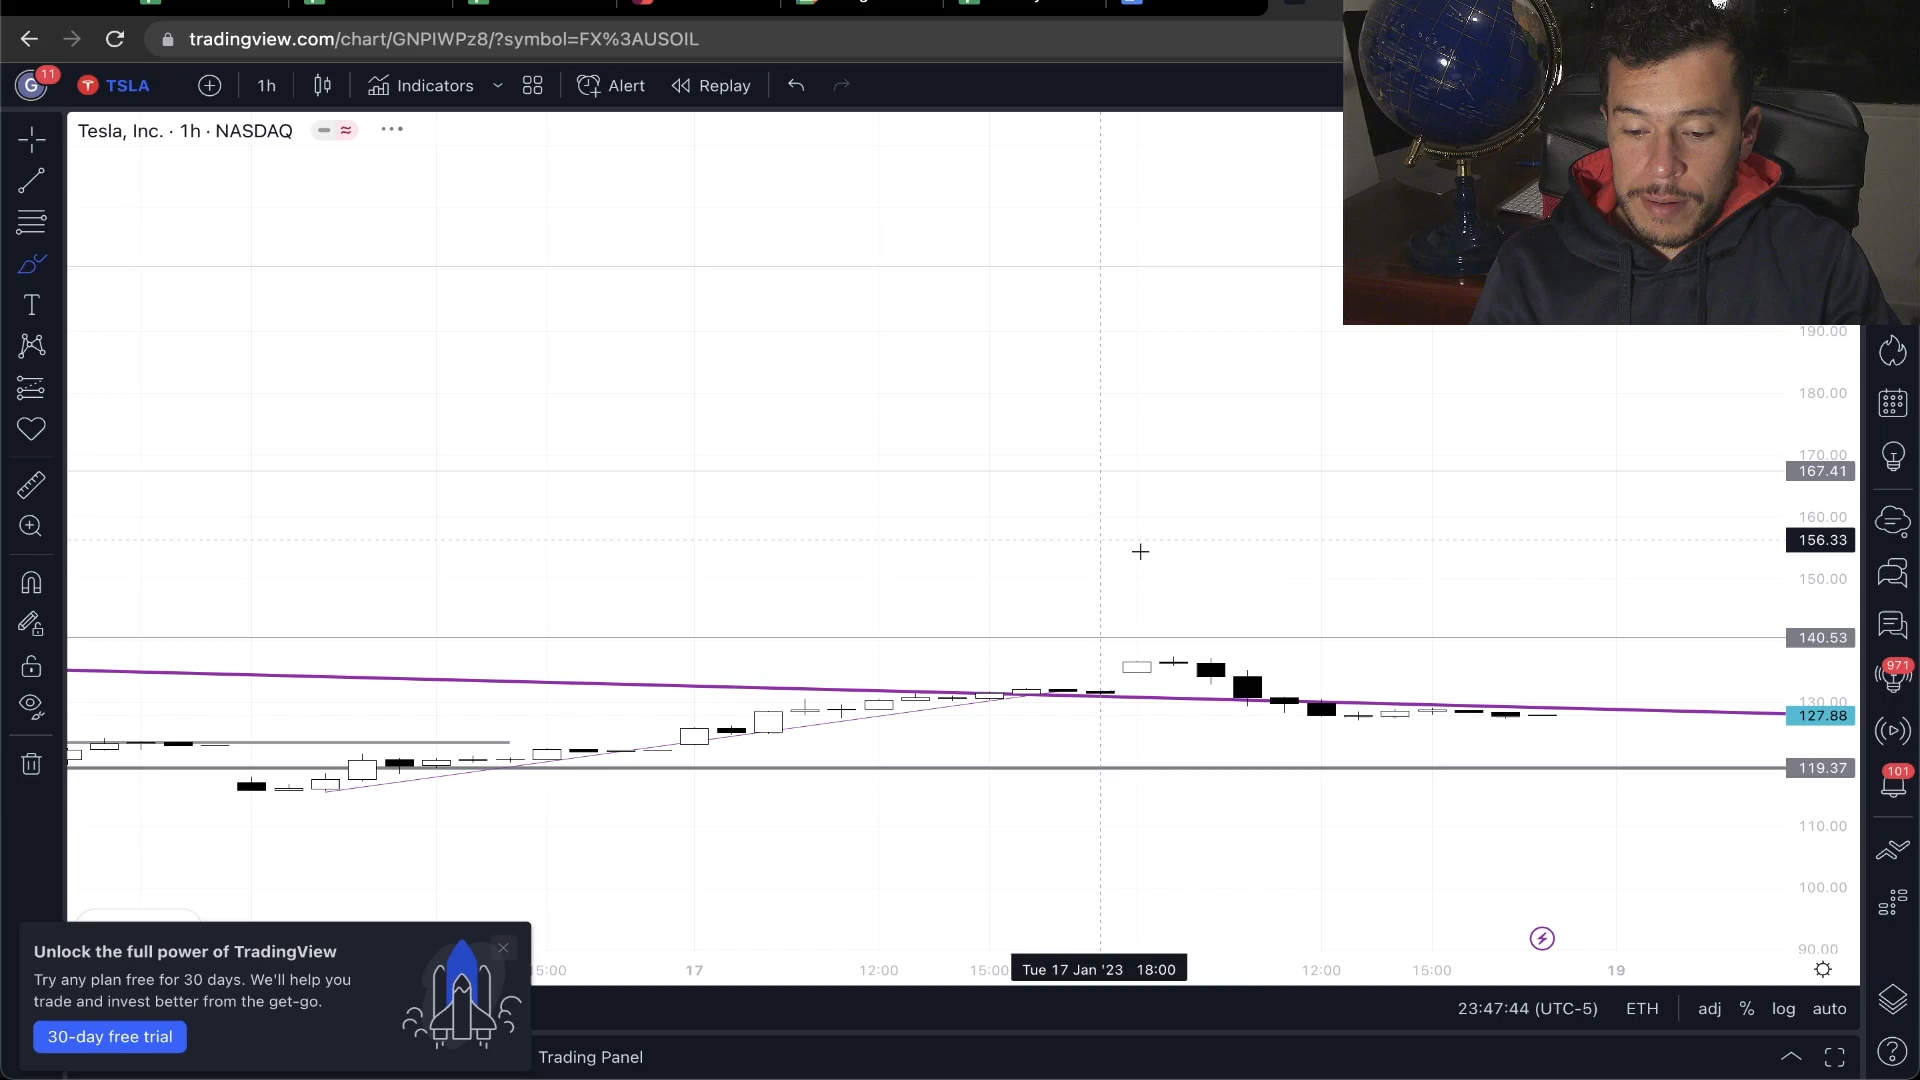 tradingview.com/chart/GNPIWPz8/?symbol=FX%3AUSOIL
G 11 TSLA 1h Indicators Alert Replay
Tesla, Inc. · 1h · NASDAQ
190.00
180.00
170.00
167.41
160.00
156.33
150.00
140.53
130.00
127.88
119.37
110.00
100.00
90.00
971
101
15:00 17 12:00 15:00 Tue 17 Jan '23 18:00 12:00 15:00 19
Unlock the full power of TradingView
Try any plan free for 30 days. We'll help you
trade and invest better from the get-go.
30-day free trial
23:47:44 (UTC-5) ETH adj % log auto
Trading Panel